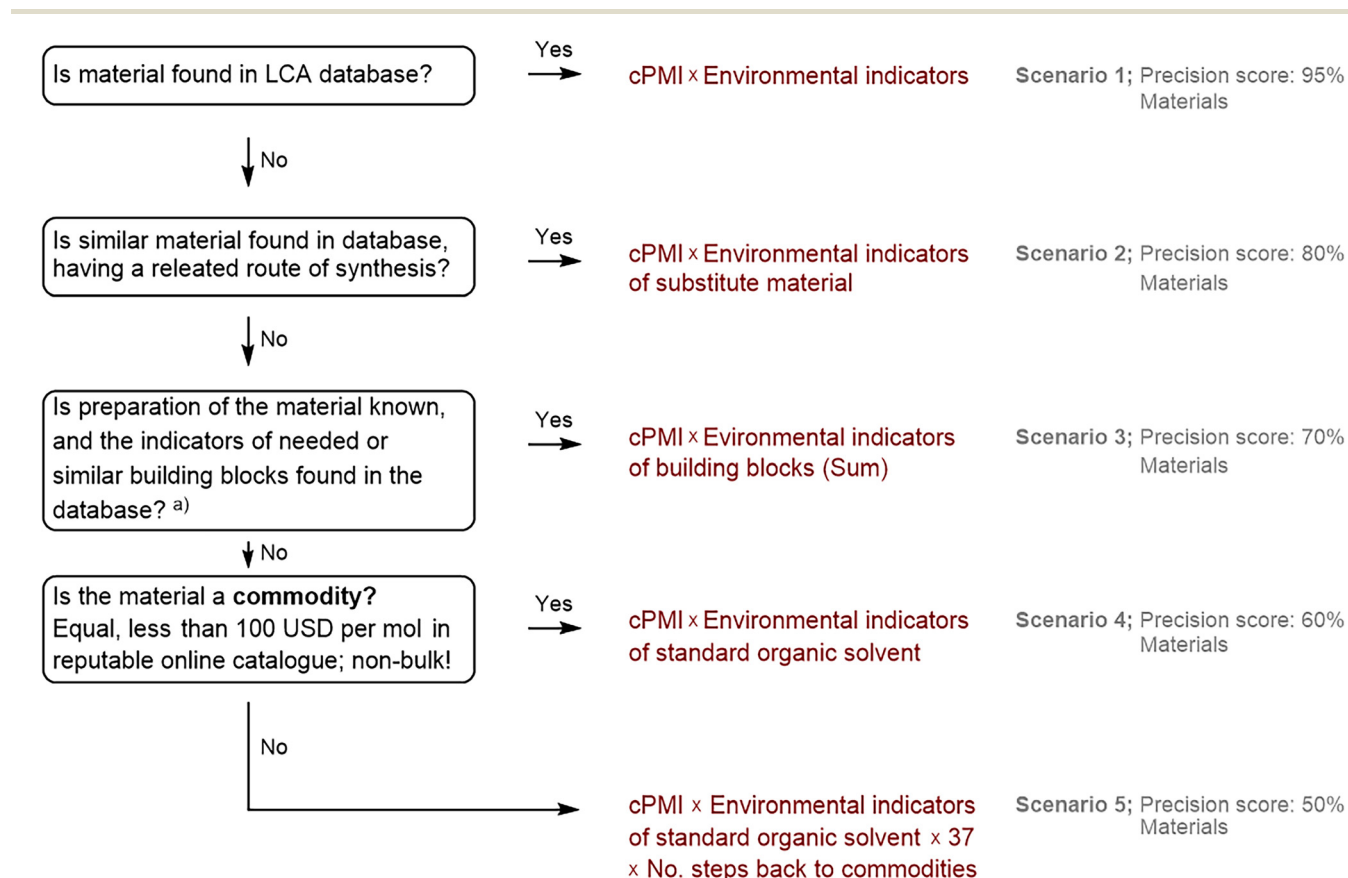 Is material found in LCA database?
Yes
cPMI x Environmental indicators
Scenario 1; Precision score: 95%
Materials
No
Is similar material found in database,
having a releated route of synthesis?
Yes
cPMI x Environmental indicators
of substitute material
Scenario 2; Precision score: 80%
Materials
No
Is preparation of the material known,
and the indicators of needed or
similar building blocks found in the
database? a)
Yes
cPMI x Evironmental indicators
of building blocks (Sum)
Scenario 3; Precision score: 70%
Materials
No
Is the material a commodity?
Equal, less than 100 USD per mol in
reputable online catalogue; non-bulk!
Yes
cPMI x Environmental indicators
of standard organic solvent
Scenario 4; Precision score: 60%
Materials
No
cPMI x Environmental indicators
of standard organic solvent x 37
x No. steps back to commodities
Scenario 5; Precision score: 50%
Materials